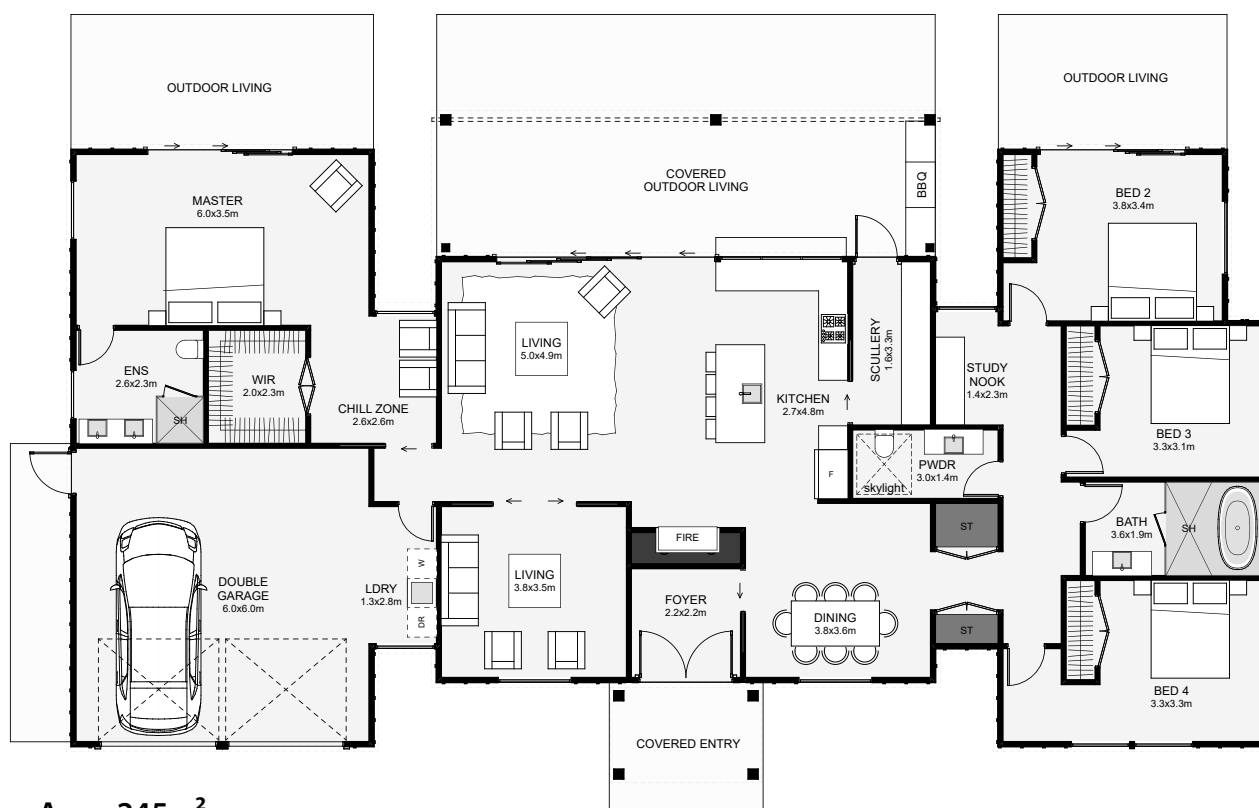 OUTDOOR LIVING
OUTDOOR LIVING
COVERED
OUTDOOR LIVING
BBQ
MASTER
6.0x3.5m
BED 2
3.8x3.4m
LIVING
5.0x4.9m
SCULLERY
1.6x3.3m
ENS
2.6x2.3m
WIR
2.0x2.3m
SH
CHILL ZONE
2.6x2.6m
KITCHEN
2.7x4.8m
STUDY
NOOK
1.4x2.3m
BED 3
3.3x3.1m
F
skylight
PWDR
3.0x1.4m
BATH
3.6x1.9m
SH
ST
FIRE
DOUBLE
GARAGE
6.0x6.0m
LDRY
1.3x2.8m
W
DR
LIVING
3.8x3.5m
FOYER
2.2x2.2m
DINING
3.8x3.6m
ST
BED 4
3.3x3.3m
COVERED ENTRY